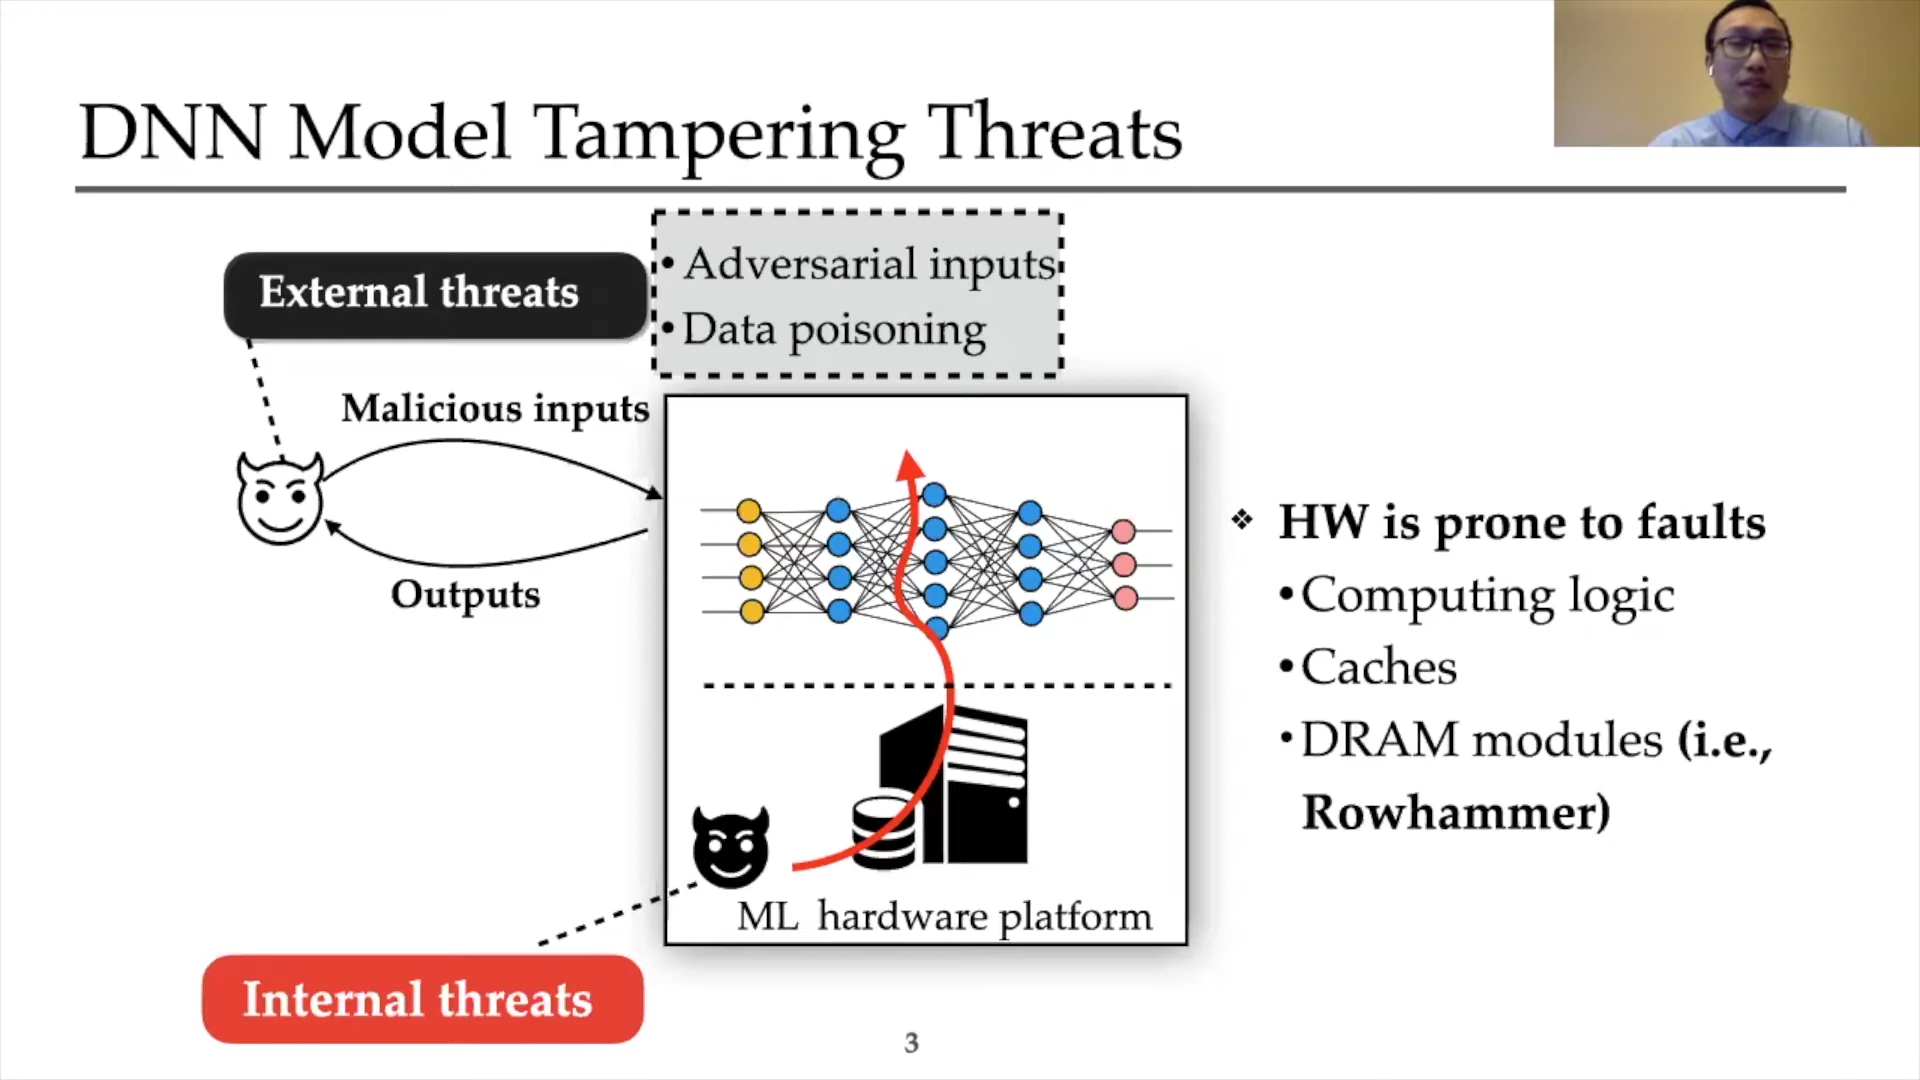 DNN Model Tampering Threats
External threats
• Adversarial inputs
• Data poisoning
Malicious inputs
Outputs
❖ HW is prone to faults
• Computing logic
• Caches
• DRAM modules (i.e.,
Rowhammer)
ML hardware platform
Internal threats
3